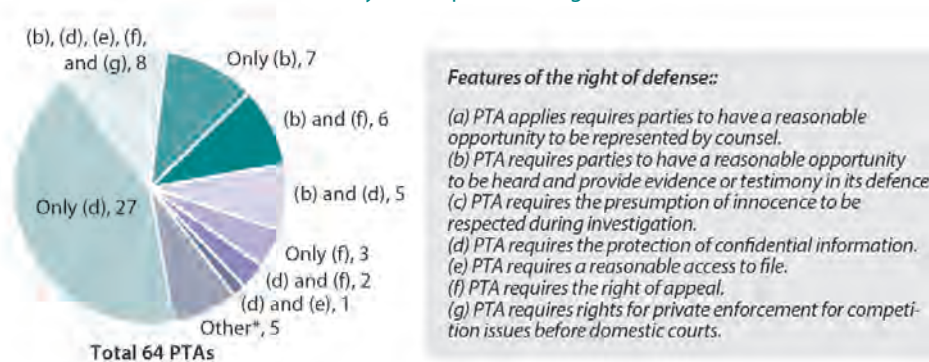 (b), (d), (e), (f),
and (g), 8
Only (b), 7
(b) and (f), 6
(b) and (d), 5
Only (d), 27
Only (f), 3
(d) and (f), 2
(d) and (e), 1
Other*, 5
Total 64 PTAs
Features of the right of defense::
(a) PTA applies requires parties to have a reasonable
opportunity to be represented by counsel.
(b) PTA requires parties to have a reasonable opportunity
to be heard and provide evidence or testimony in its defence
(c) PTA requires the presumption of innocence to be
respected during investigation.
(d) PTA requires the protection of confidential information.
(e) PTA requires a reasonable access to file.
(f) PTA requires the right of appeal.
(g) PTA requires rights for private enforcement for competi-
tion issues before domestic courts.